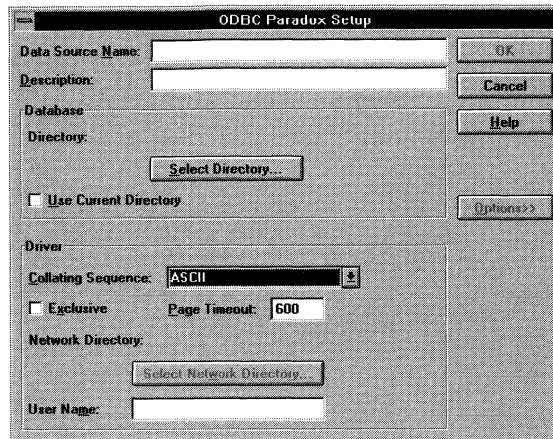 ODBC Paradox Setup
Data Source Name:
OK
Description:
Cancel
Database
Help
Directory:
Select Directory...
Use Current Directory
Options>>
Driver
Collating Sequence: ASCII
Exclusive
Page Timeout: 600
Network Directory:
Select Network Directory...
User Name: